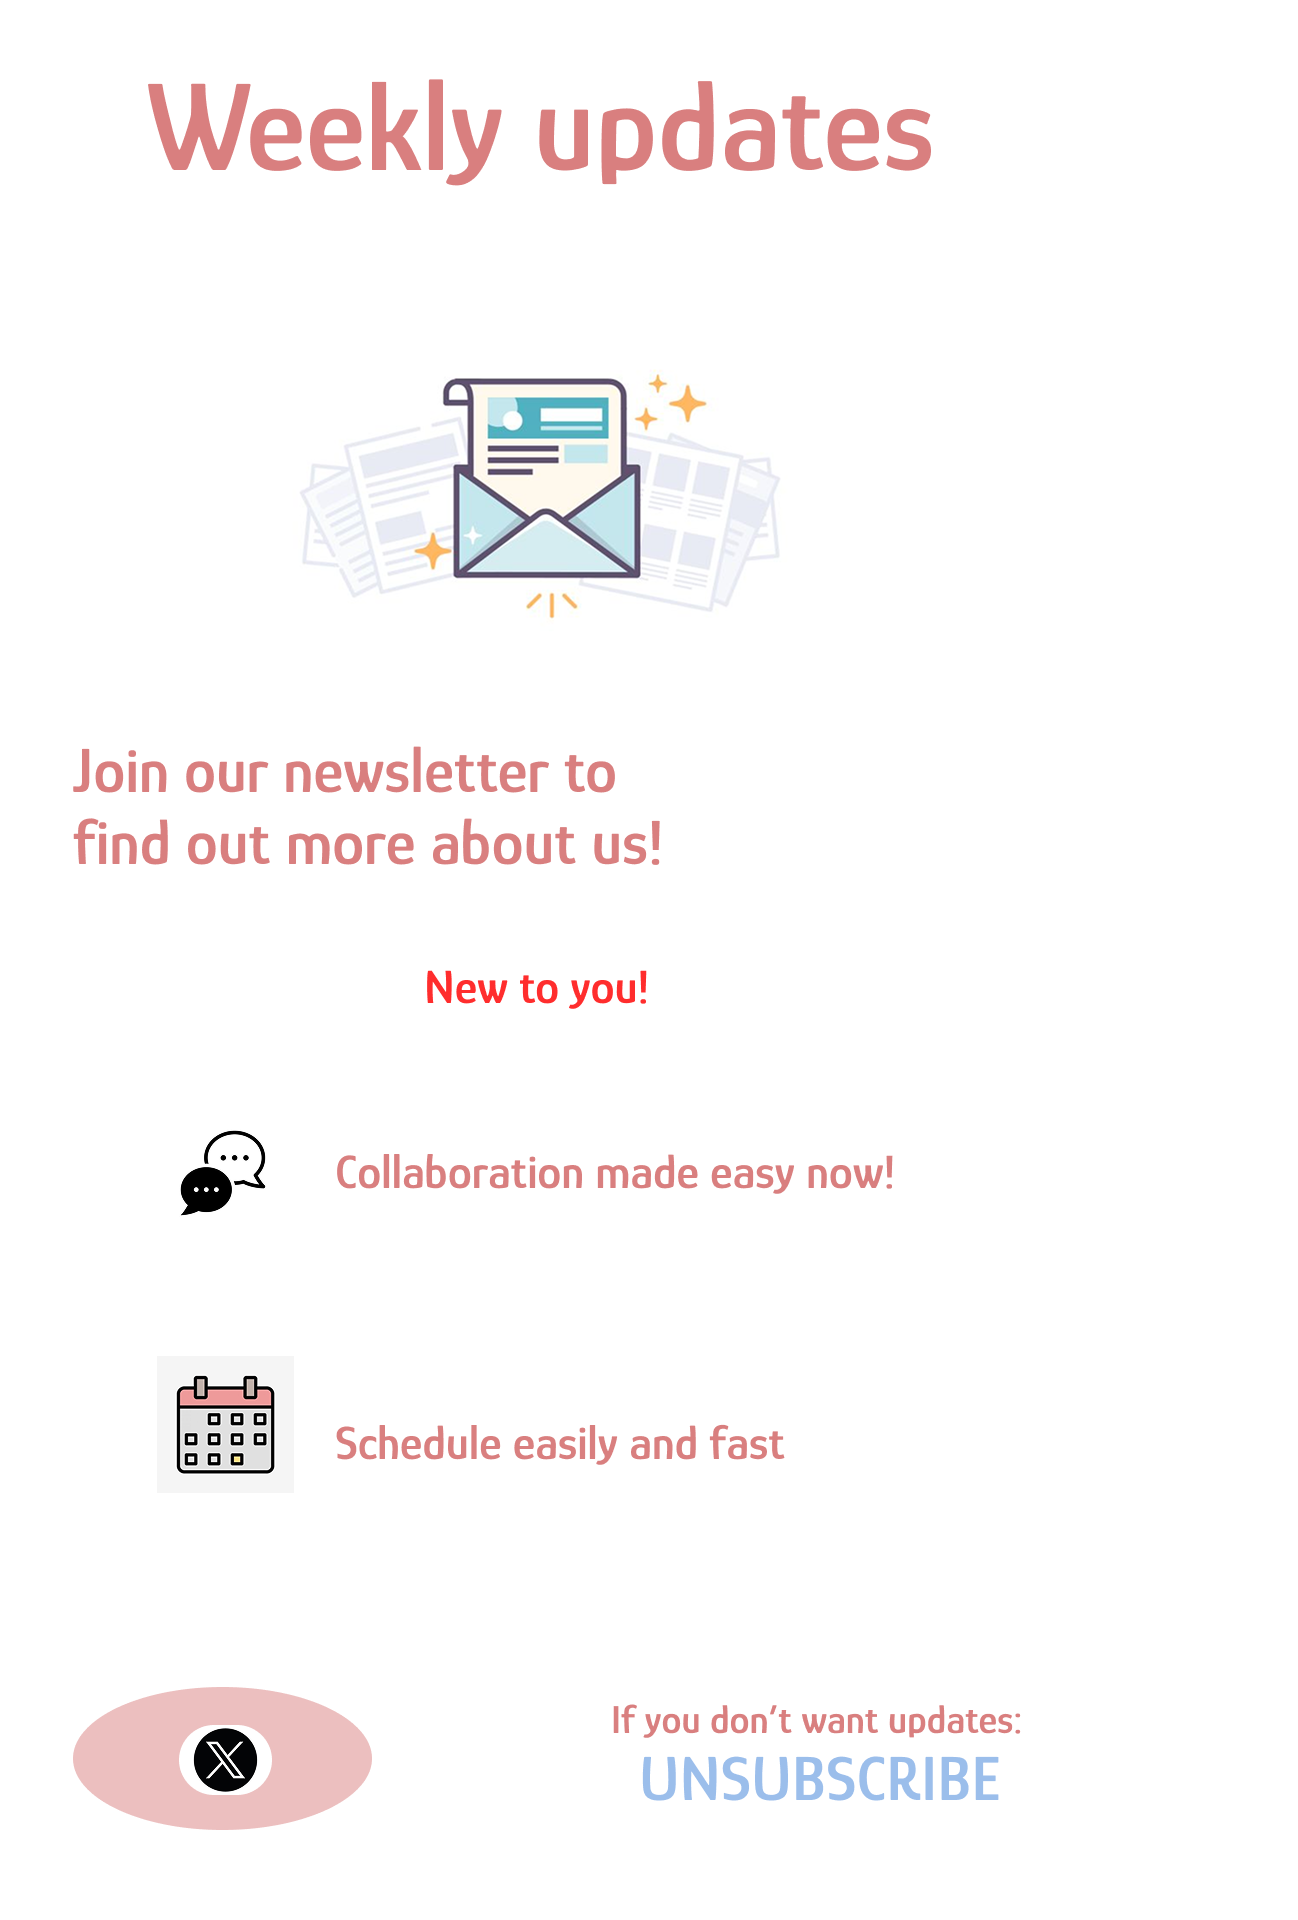 Weekly updates
Join our newsletter to
find out more about us!
New to you!
Collaboration made easy now!
Schedule easily and fast
If you don't want updates:
UNSUBSCRIBE